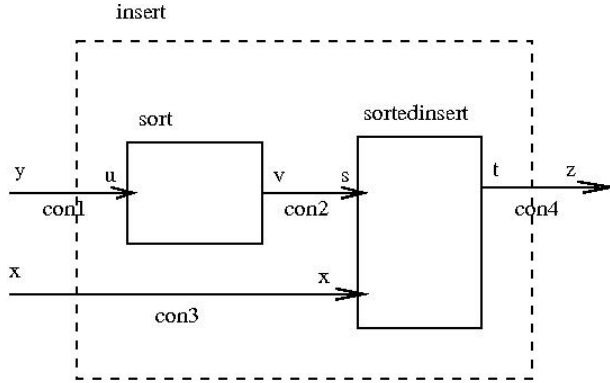 insert
sort
sortedinsert
y
u
v
s
t
z
con1
con2
con4
x
x
con3